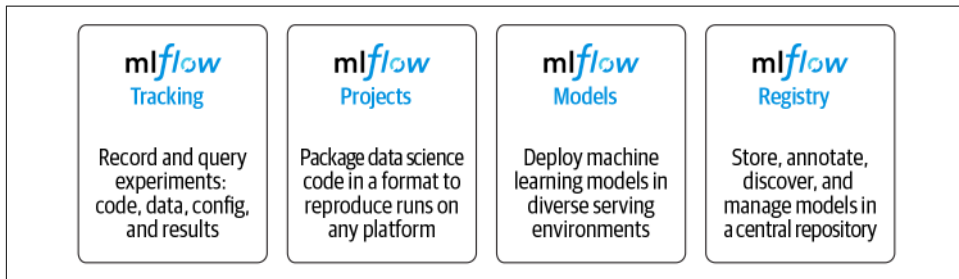 mlflow
Tracking
Record and query
experiments:
code, data, config,
and results
mlflow
Projects
Package data science
code in a format to
reproduce runs on
any platform
mlflow
Models
Deploy machine
learning models in
diverse serving
environments
mlflow
Registry
Store, annotate,
discover, and
manage models in
a central repository